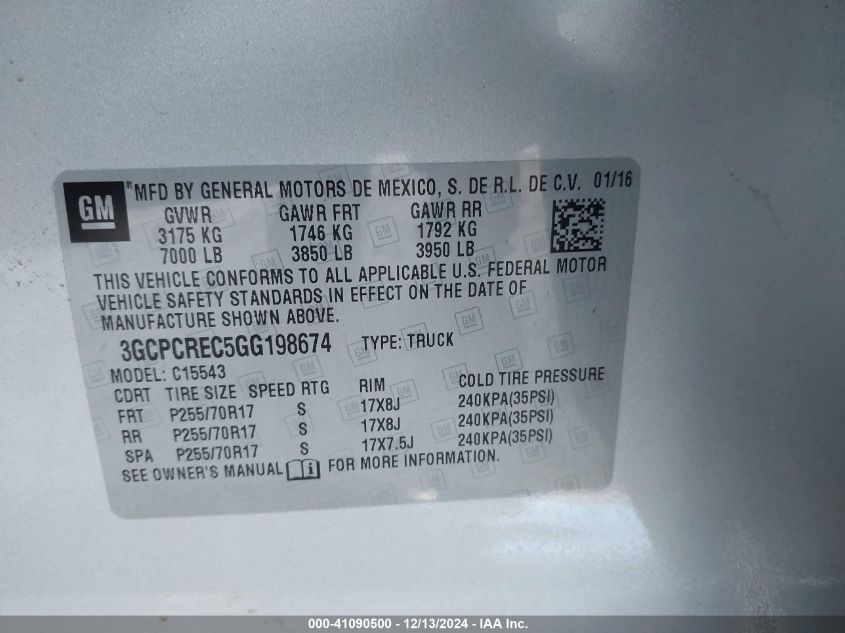 GM ® MFD BY GENERAL MOTORS DE MEXICO, S. DE R.L. DE C.V. 01/16
GVWR GAWR FRT GAWR RR
3175 KG 1746 KG 1792 KG
7000 LB 3850 LB 3950 LB
THIS VEHICLE CONFORMS TO ALL APPLICABLE U.S. FEDERAL MOTOR
VEHICLE SAFETY STANDARDS IN EFFECT ON THE DATE OF
MANUFACTURE SHOWN ABOVE.
3GCPCREC5GG198674 TYPE: TRUCK
MODEL: C15543
CDRT TIRE SIZE SPEED RTG RIM COLD TIRE PRESSURE
FRT P255/70R17 S 17X8J 240KPA(35PSI)
RR P255/70R17 S 17X8J 240KPA(35PSI)
SPA P255/70R17 S 17X7.5J 240KPA(35PSI)
SEE OWNER'S MANUAL FOR MORE INFORMATION.
000-41090500 - 12/13/2024 - IAA Inc.